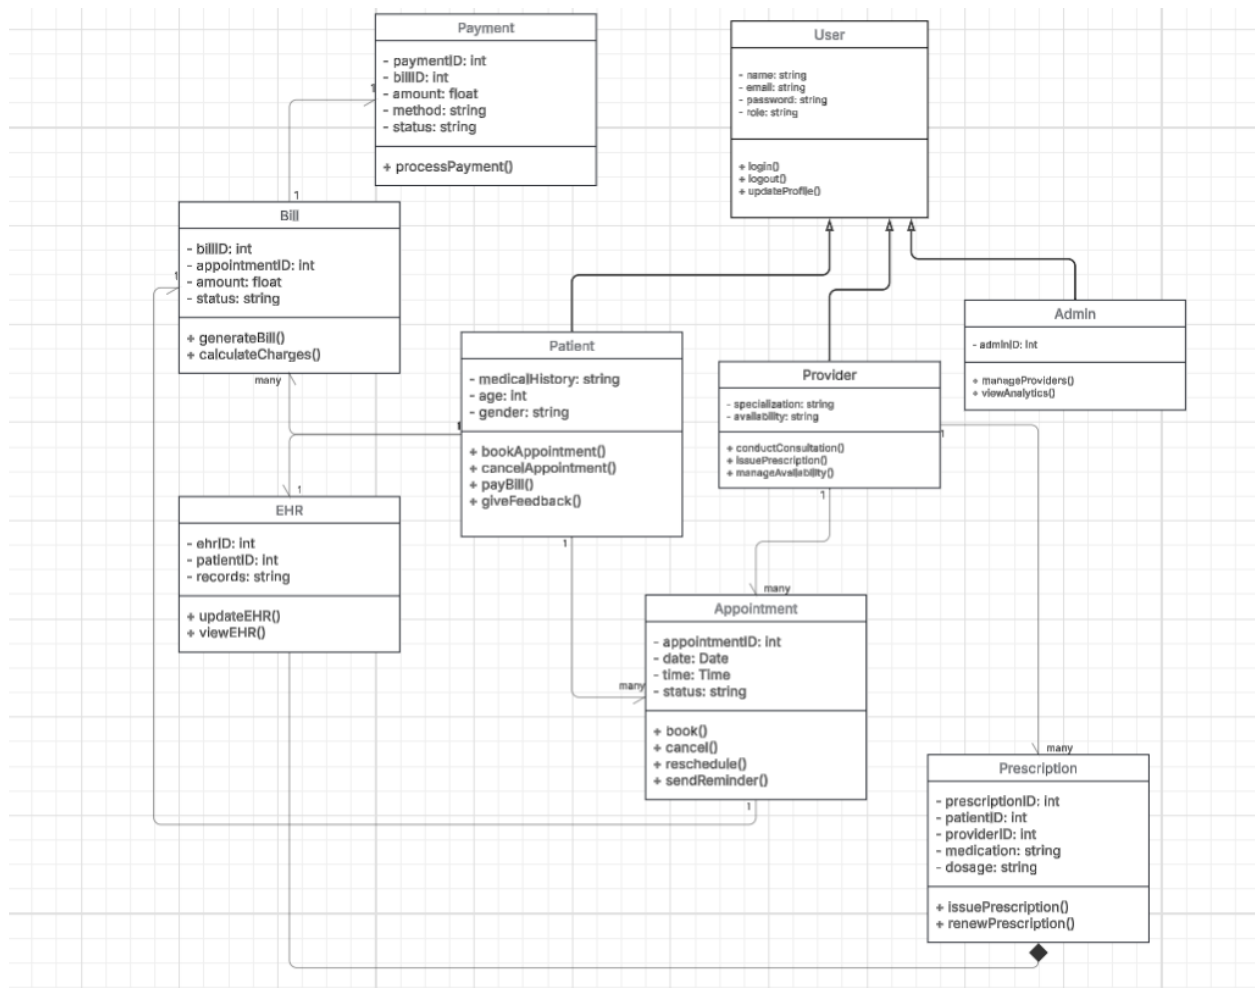 Payment
- paymentID: int
- billID: int
- amount: float
- method: string
- status: string
+ processPayment()
1
1
User
- name: string
- email: string
- password: string
- role: string
+ login()
+ logout()
+ updateProfile()
Bill
- billID: int
- appointmentID: int
- amount: float
- status: string
+ generateBill()
+ calculateCharges()
1
many
Patient
- medicalHistory: string
- age: int
- gender: string
+ bookAppointment()
+ cancelAppointment()
+ payBill()
+ giveFeedback()
1
1
Provider
- specialization: string
- availability: string
+ conductConsultation()
+ issuePrescription()
+ manageAvailability()
1
1
Admin
- adminID: int
+ manageProviders()
+ viewAnalytics()
1
EHR
- ehrID: int
- patientID: int
- records: string
+ updateEHR()
+ viewEHR()
many
many
Appointment
- appointmentID: int
- date: Date
- time: Time
- status: string
+ book()
+ cancel()
+ reschedule()
+ sendReminder()
1
many
Prescription
- prescriptionID: int
- patientID: int
- providerID: int
- medication: string
- dosage: string
+ issuePrescription()
+ renewPrescription()